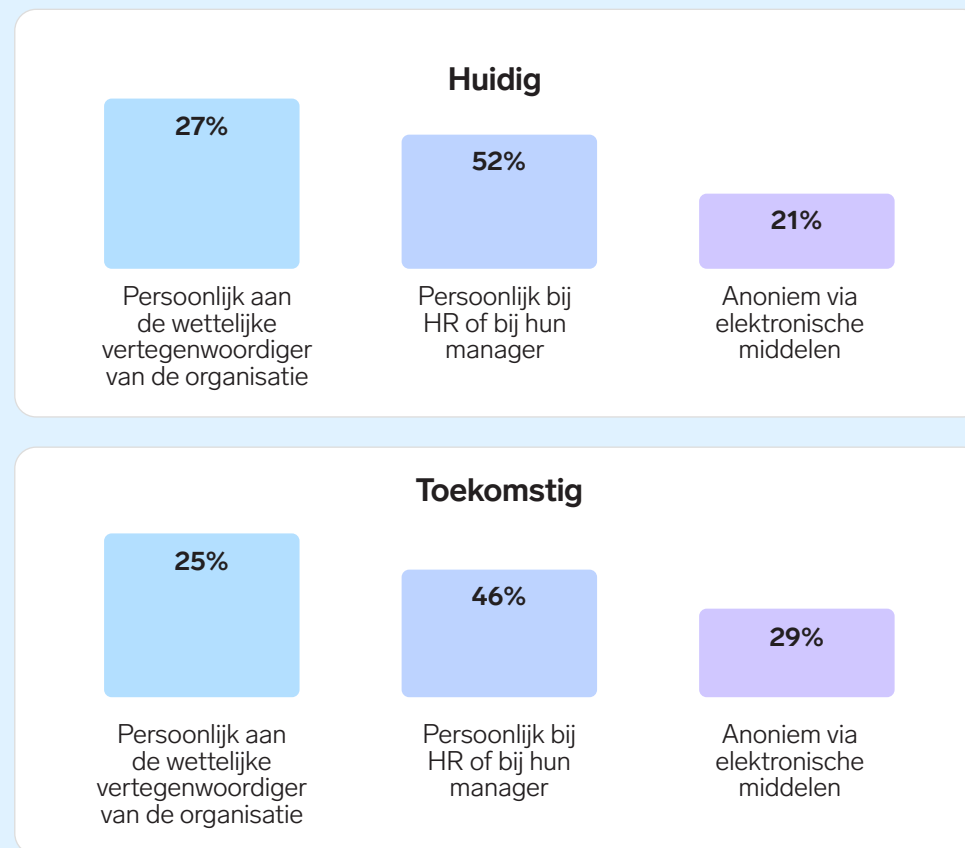 Huidig
27%
52%
21%
Persoonlijk aan
de wettelijke
vertegenwoordiger
van de organisatie
Persoonlijk bij
HR of bij hun
manager
Anoniem via
elektronische
middelen
Toekomstig
25%
46%
29%
Persoonlijk aan
de wettelijke
vertegenwoordiger
van de organisatie
Persoonlijk bij
HR of bij hun
manager
Anoniem via
elektronische
middelen